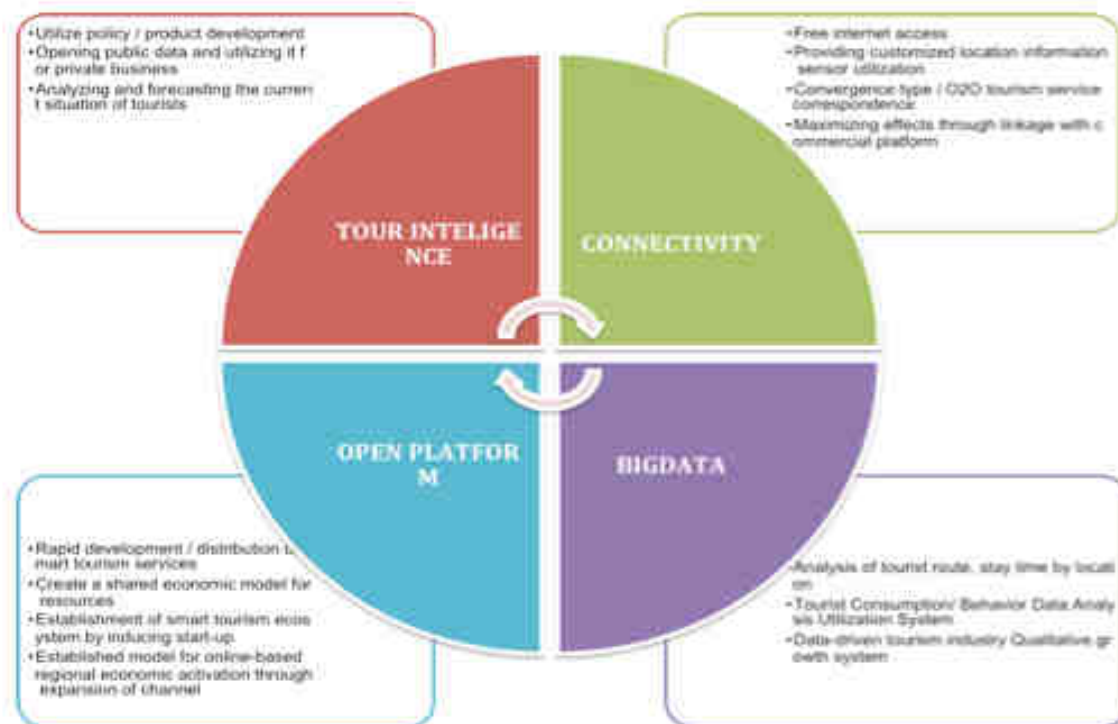 •Utilize policy / product development
•Opening public data and utilizing it f
or private business
•Analyzing and forecasting the curren
t situation of tourists
•Free internet access
•Providing customized location information
sensor utilization
•Convergence type / O2O tourism service
correspondence
•Maximizing effects through linkage with c
ommercial platform
TOUR INTELIGE
NCE
CONNECTIVITY
OPEN PLATFOR
M
BIGDATA
•Rapid development / distribution
mart tourism services
•Create a shared economic model for
resources
•Establishment of smart tourism ecos
ystem by inducing start-up
•Established model for online-based
regional economic activation through
expansion of channel
•Analysis of tourist route, stay time by locati
on
•Tourist Consumption/ Behavior Data Analy
sis Utilization System
•Data-driven tourism industry Qualitative gr
owth system